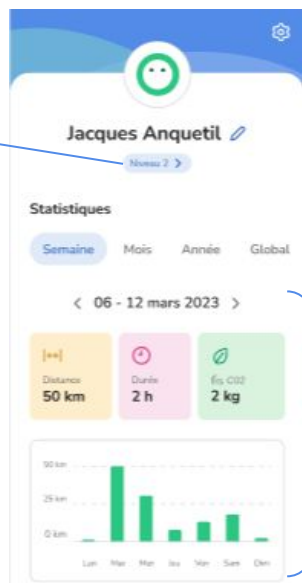 Jacques Anquetil
Niveau 2 >
Statistiques
Semaine Mois Année Global
< 06 - 12 mars 2023 >
Distance Durée Éq. CO2
50 km 2 h 2 kg
50 km
25 km
0 km
Lun Mar Mer Jeu Ven Sam Dim